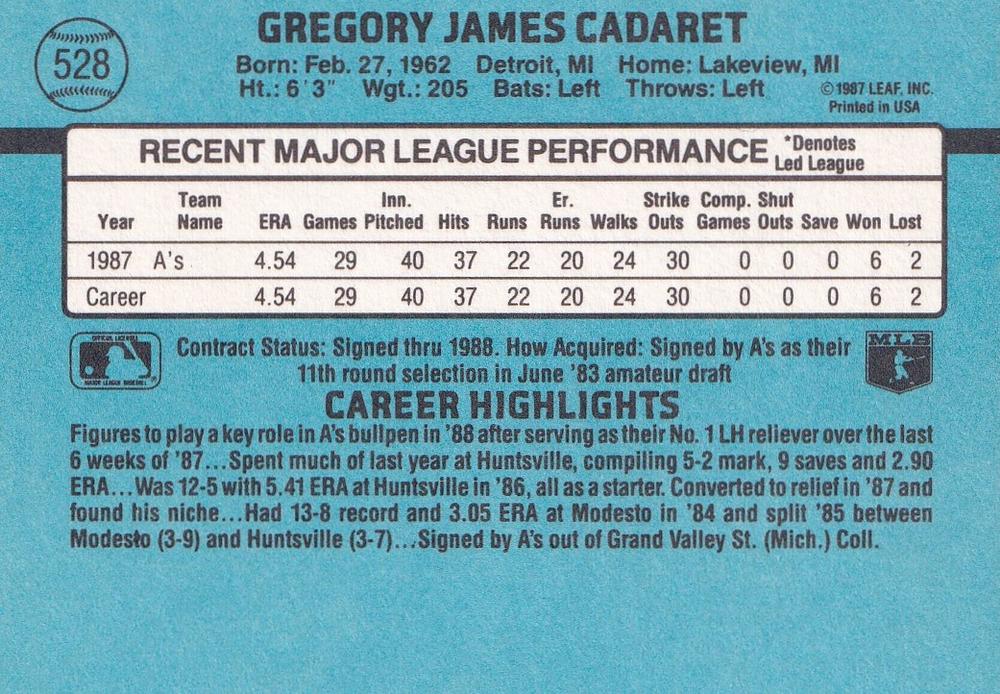 GREGORY JAMES CADARET
528
Born: Feb. 27, 1962 Detroit, MI Home: Lakeview, MI
Ht.: 6'3" Wgt.: 205 Bats: Left Throws: Left
©1987 LEAF, INC.
Printed in USA
RECENT MAJOR LEAGUE PERFORMANCE *Denotes
Led League
Team Inn. Er. Strike Comp. Shut
Year Name ERA Games Pitched Hits Runs Runs Walks Outs Games Outs Save Won Lost
1987 A's 4.54 29 40 37 22 20 24 30 0 0 0 6 2
Career 4.54 29 40 37 22 20 24 30 0 0 0 6 2
OFFICIAL LICENSEE
MAJOR LEAGUE BASEBALL
MLB
Contract Status: Signed thru 1988. How Acquired: Signed by A's as their
11th round selection in June '83 amateur draft
CAREER HIGHLIGHTS
Figures to play a key role in A's bullpen in '88 after serving as their No. 1 LH reliever over the last
6 weeks of '87...Spent much of last year at Huntsville, compiling 5-2 mark, 9 saves and 2.90
ERA...Was 12-5 with 5.41 ERA at Huntsville in '86, all as a starter. Converted to relief in '87 and
found his niche...Had 13-8 record and 3.05 ERA at Modesto in '84 and split '85 between
Modesto (3-9) and Huntsville (3-7)...Signed by A's out of Grand Valley St. (Mich.) Coll.